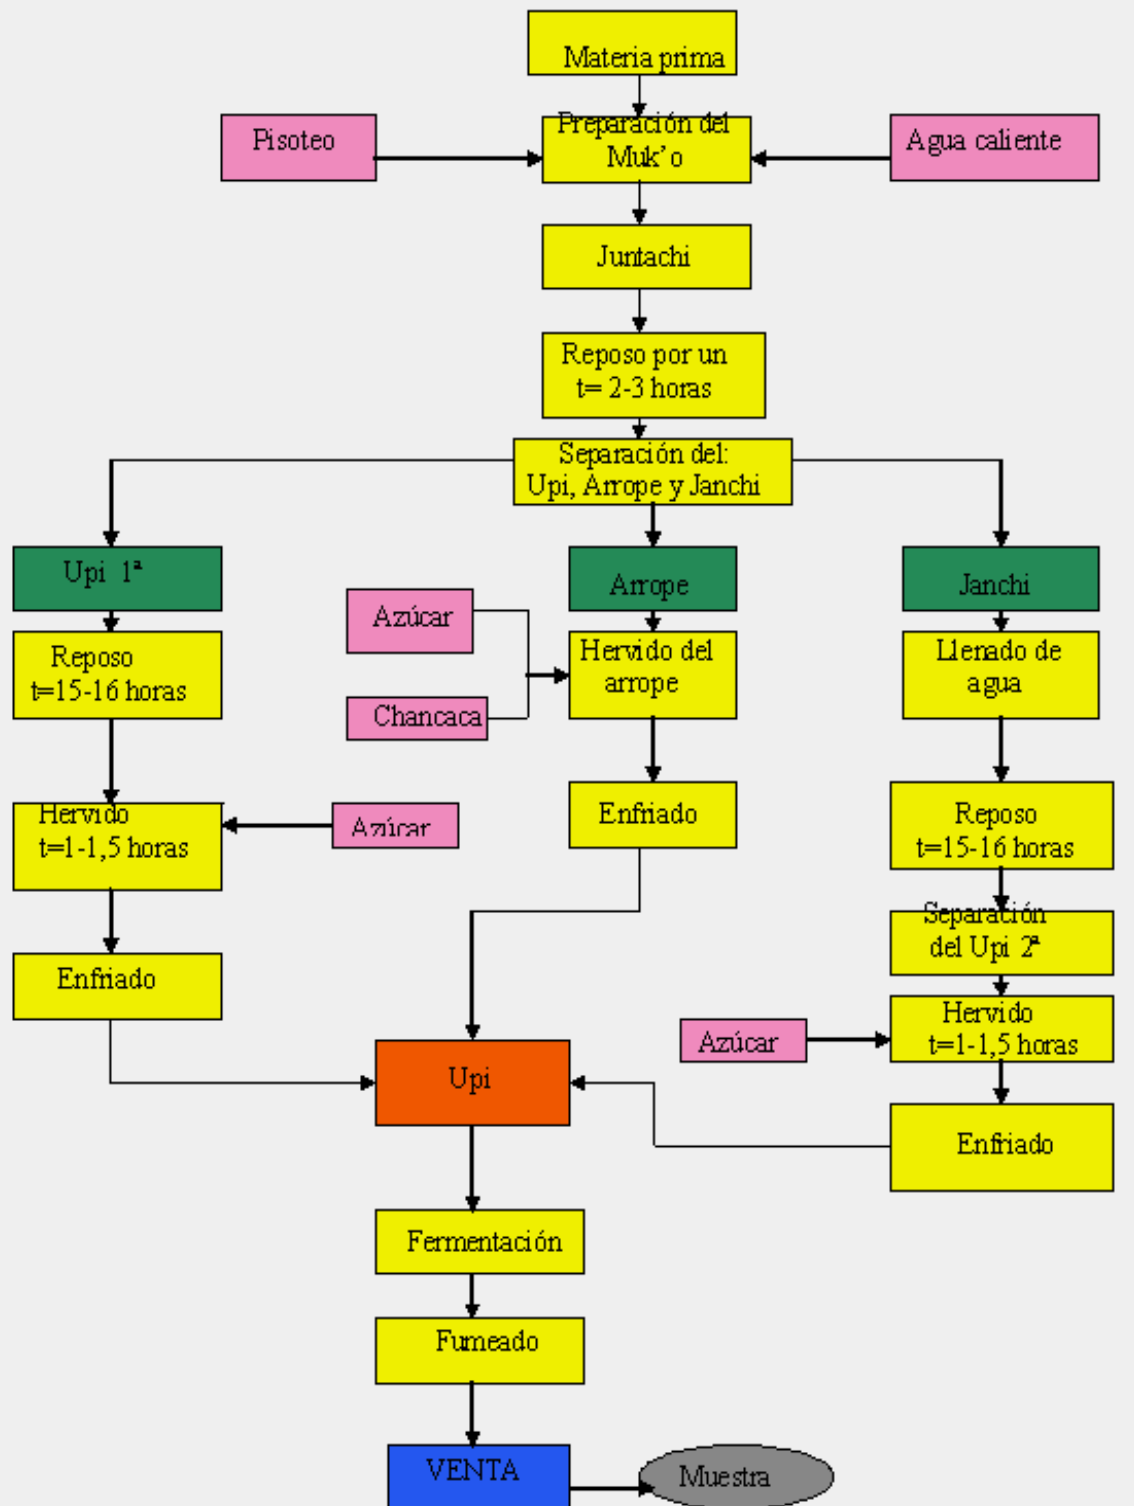 Materia prima
Pisoteo
Preparación del
Muk'o
Agua caliente
Juntachi
Reposo por un
t= 2-3 horas
Separación del:
Upi, Arrope y Janchi
Upi 1ª
Arrope
Janchi
Reposo
t=15-16 horas
Azúcar
Chancaca
Hervido del
arrope
Llenado de
agua
Hervido
t=1-1,5 horas
Azúcar
Enfriado
Reposo
t=15-16 horas
Enfriado
Separación
del Upi 2ª
Azúcar
Hervido
t=1-1,5 horas
Upi
Enfriado
Fermentación
Fumeado
VENTA
Muestra